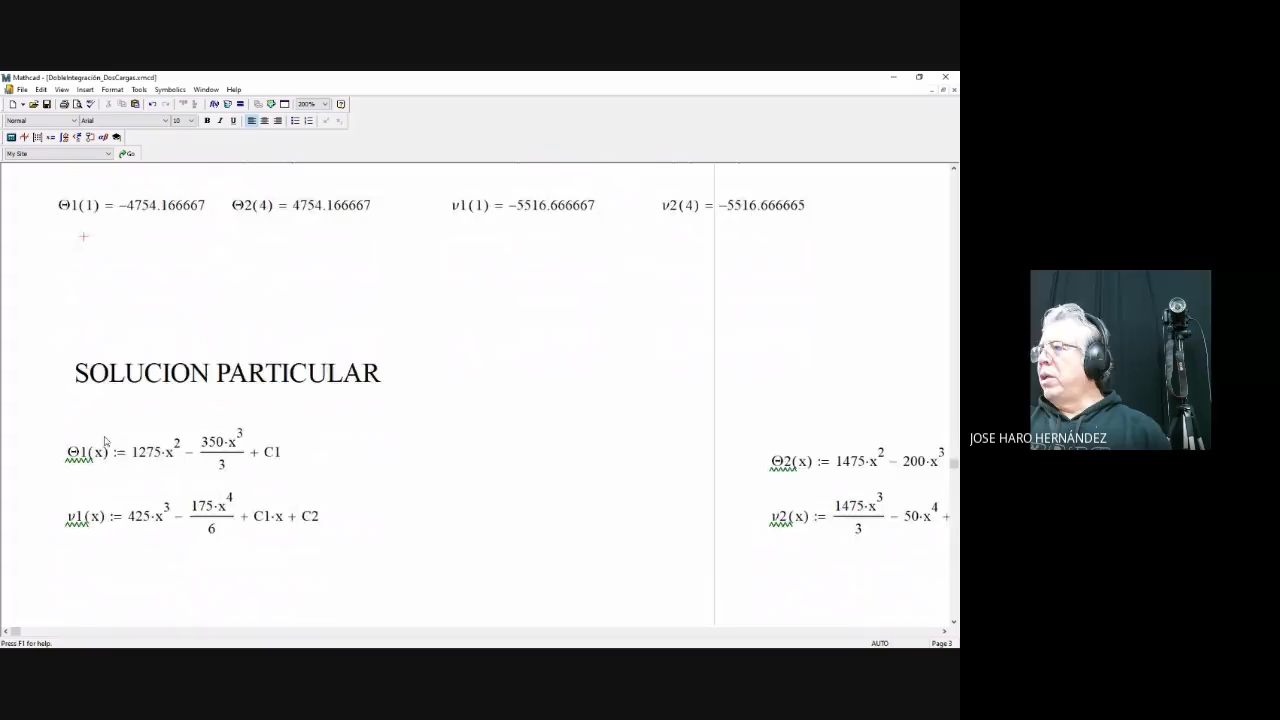 Mathcad - [DobleIntegración_DosCargas.xmcd]
File Edit View Insert Format Tools Symbolics Window Help
200%
Normal Arial 10 B I U
My Site Go
Θ1(1) = −4754.166667 Θ2(4) = 4754.166667 ν1(1) = −5516.666667 ν2(4) = −5516.666665
SOLUCION PARTICULAR
Θ1(x) := 1275·x^2 − 350·x^3/3 + C1
Θ2(x) := 1475·x^2 − 200·x^3
ν1(x) := 425·x^3 − 175·x^4/6 + C1·x + C2
ν2(x) := 1475·x^3/3 − 50·x^4 +
Press F1 for help. AUTO Page 3
JOSE HARO HERNÁNDEZ